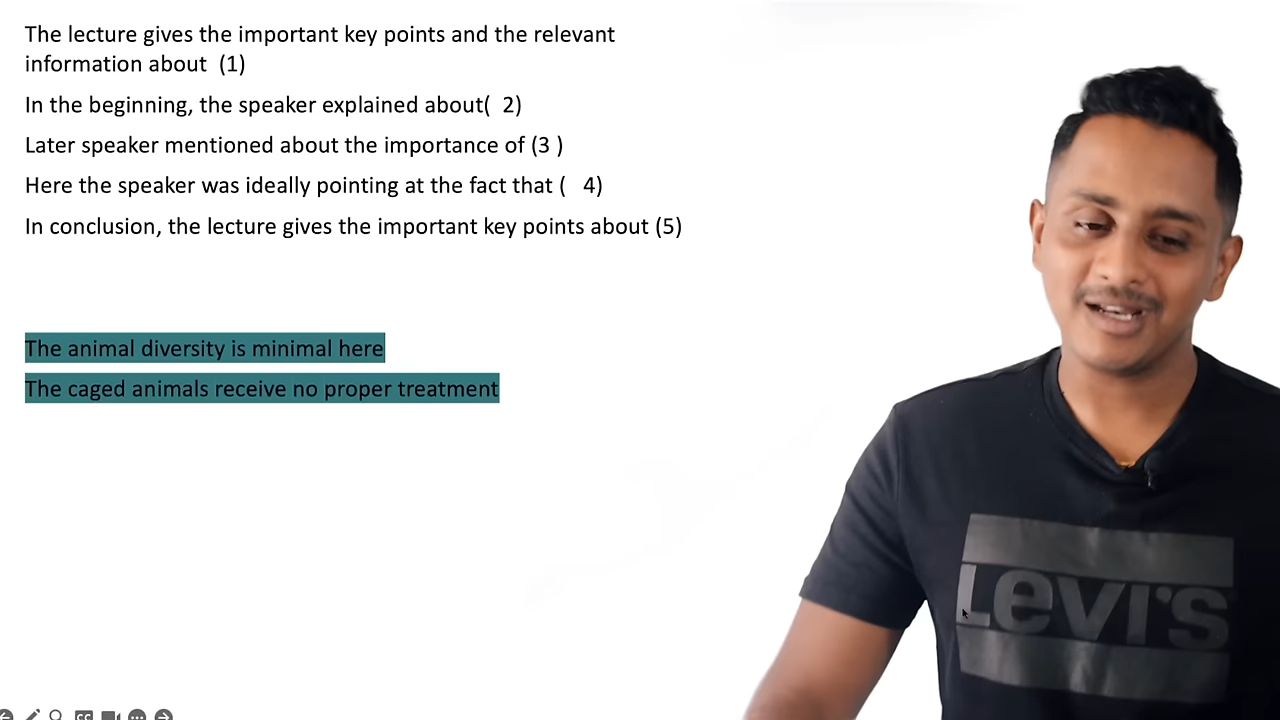 The lecture gives the important key points and the relevant
information about (1)
In the beginning, the speaker explained about( 2)
Later speaker mentioned about the importance of (3 )
Here the speaker was ideally pointing at the fact that ( 4)
In conclusion, the lecture gives the important key points about (5)
The animal diversity is minimal here
The caged animals receive no proper treatment
Levi's
CC